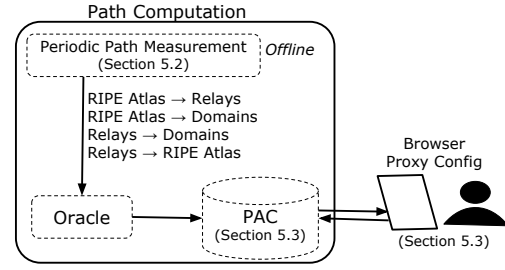 Path Computation
Periodic Path Measurement
(Section 5.2)
Offline
RIPE Atlas → Relays
RIPE Atlas → Domains
Relays → Domains
Relays → RIPE Atlas
Browser
Proxy Config
Oracle
PAC
(Section 5.3)
(Section 5.3)